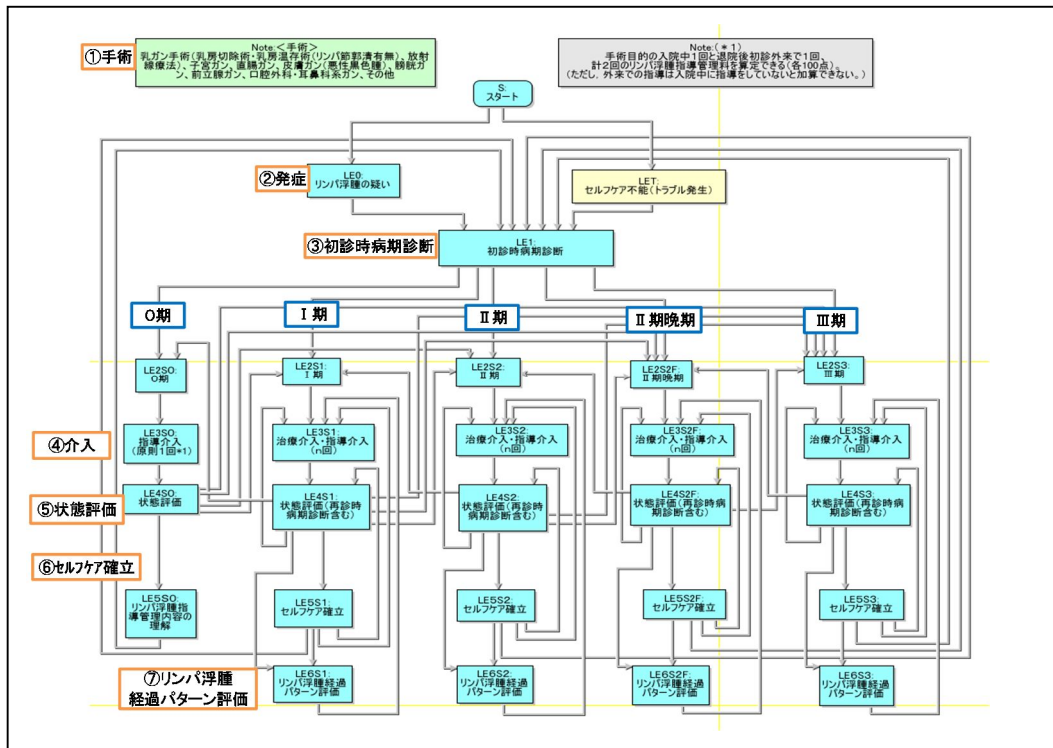 ①手術
Note:＜手術＞
乳ガン手術(乳房切除術・乳房温存術(リンパ節郭清有無)、放射
線療法)、子宮ガン、直腸ガン、皮膚ガン(悪性黒色腫)、膀胱ガ
ン、前立腺ガン、口腔外科・耳鼻科系ガン、その他
Note:(＊1)
手術目的の入院中1回と退院後初診外来で1回、
計2回のリンパ浮腫指導管理料を算定できる(各100点)。
(ただし、外来での指導は入院中に指導をしていないと加算できない。)
S:
スタート
②発症
LE0:
リンパ浮腫の疑い
LET:
セルフケア不能(トラブル発生)
③初診時病期診断
LE1:
初診時病期診断
0期
Ⅰ期
Ⅱ期
Ⅱ期晩期
Ⅲ期
LE2S0:
0期
LE2S1:
Ⅰ期
LE2S2:
Ⅱ期
LE2S2F:
Ⅱ期晩期
LE2S3:
Ⅲ期
④介入
LE3S0:
指導介入
(原則1回*1)
LE3S1:
治療介入・指導介入
(n回)
LE3S2:
治療介入・指導介入
(n回)
LE3S2F:
治療介入・指導介入
(n回)
LE3S3:
治療介入・指導介入
(n回)
⑤状態評価
LE4S0:
状態評価
LE4S1:
状態評価(再診時
病期診断含む)
LE4S2:
状態評価(再診時
病期診断含む)
LE4S2F:
状態評価(再診時
病期診断含む)
LE4S3:
状態評価(再診時
病期診断含む)
⑥セルフケア確立
LE5S0:
リンパ浮腫指
導管理内容の
理解
LE5S1:
セルフケア確立
LE5S2:
セルフケア確立
LE5S2F:
セルフケア確立
LE5S3:
セルフケア確立
⑦リンパ浮腫
経過パターン評価
LE6S1:
リンパ浮腫経過
パターン評価
LE6S2:
リンパ浮腫経過
パターン評価
LE6S2F:
リンパ浮腫経過
パターン評価
LE6S3:
リンパ浮腫経過
パターン評価